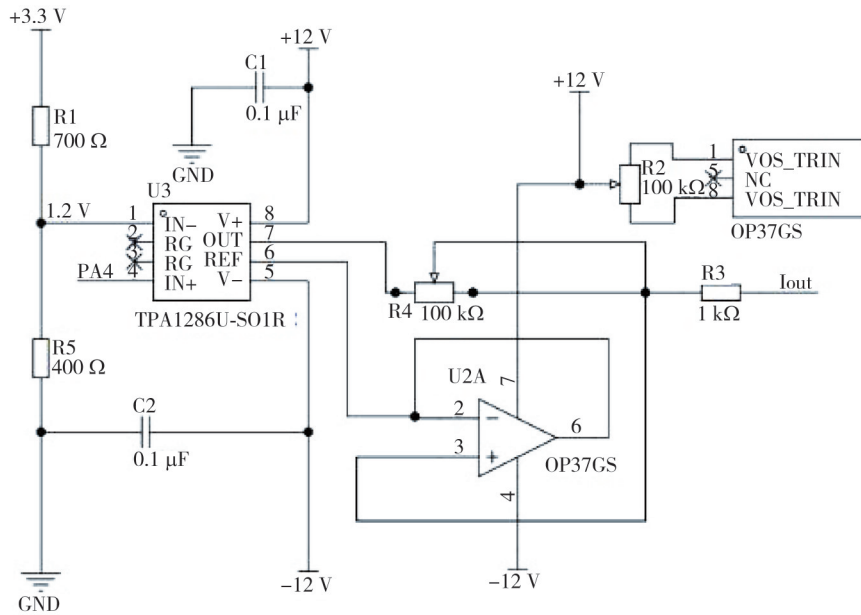 +3.3 V
+12 V
C1
0.1 μF
GND
R1
700 Ω
U3
1.2 V
1
2
3
4
IN−
RG
RG
IN+
V+
OUT
REF
V−
8
7
6
5
PA4
TPA1286U-SO1R
R5
400 Ω
C2
0.1 μF
GND
−12 V
+12 V
R2
100 kΩ
1
5
8
VOS_TRIN
NC
VOS_TRIN
OP37GS
R4
100 kΩ
R3
1 kΩ
Iout
U2A
7
2
−
3
+
6
4
OP37GS
−12 V